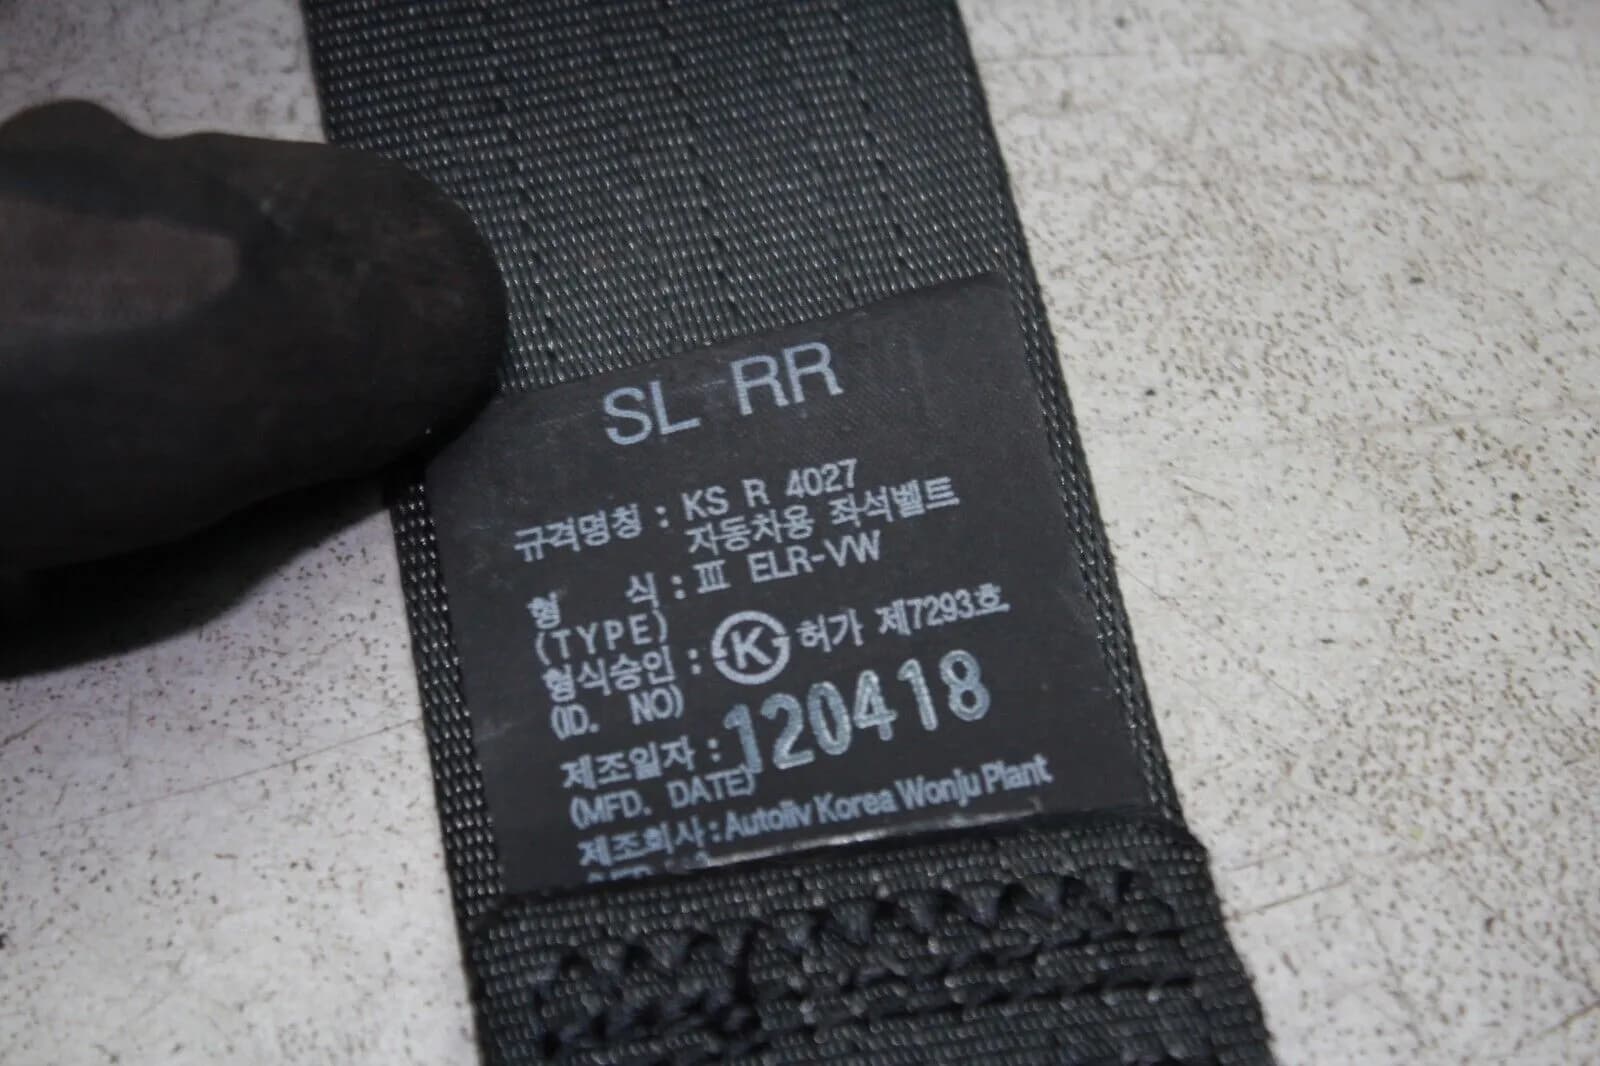 SL RR
규격명칭 : KS R 4027
자동차용 좌석벨트
형 식 : Ⅲ ELR-VW
(TYPE)
형식승인 : K 허가 제7293호
(ID. NO)
제조일자 : 120418
(MFD. DATE)
제조회사 : Autoliv Korea Wonju Plant